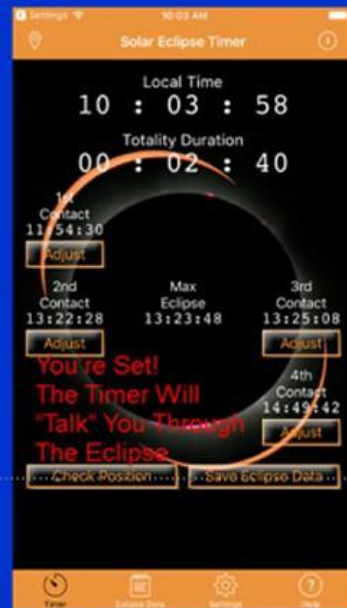 Settings 10:03 AM
Solar Eclipse Timer
Local Time
10 : 03 : 58
Totality Duration
00 : 02 : 40
1st
Contact
11:54:30
Adjust
2nd Max 3rd
Contact Eclipse Contact
13:22:28 13:23:48 13:25:08
Adjust Adjust
You're Set!
The Timer Will
"Talk" You Through
The Eclipse
4th
Contact
14:49:42
Adjust
Check Position Save Eclipse Data
Timer Eclipse Data Settings Help